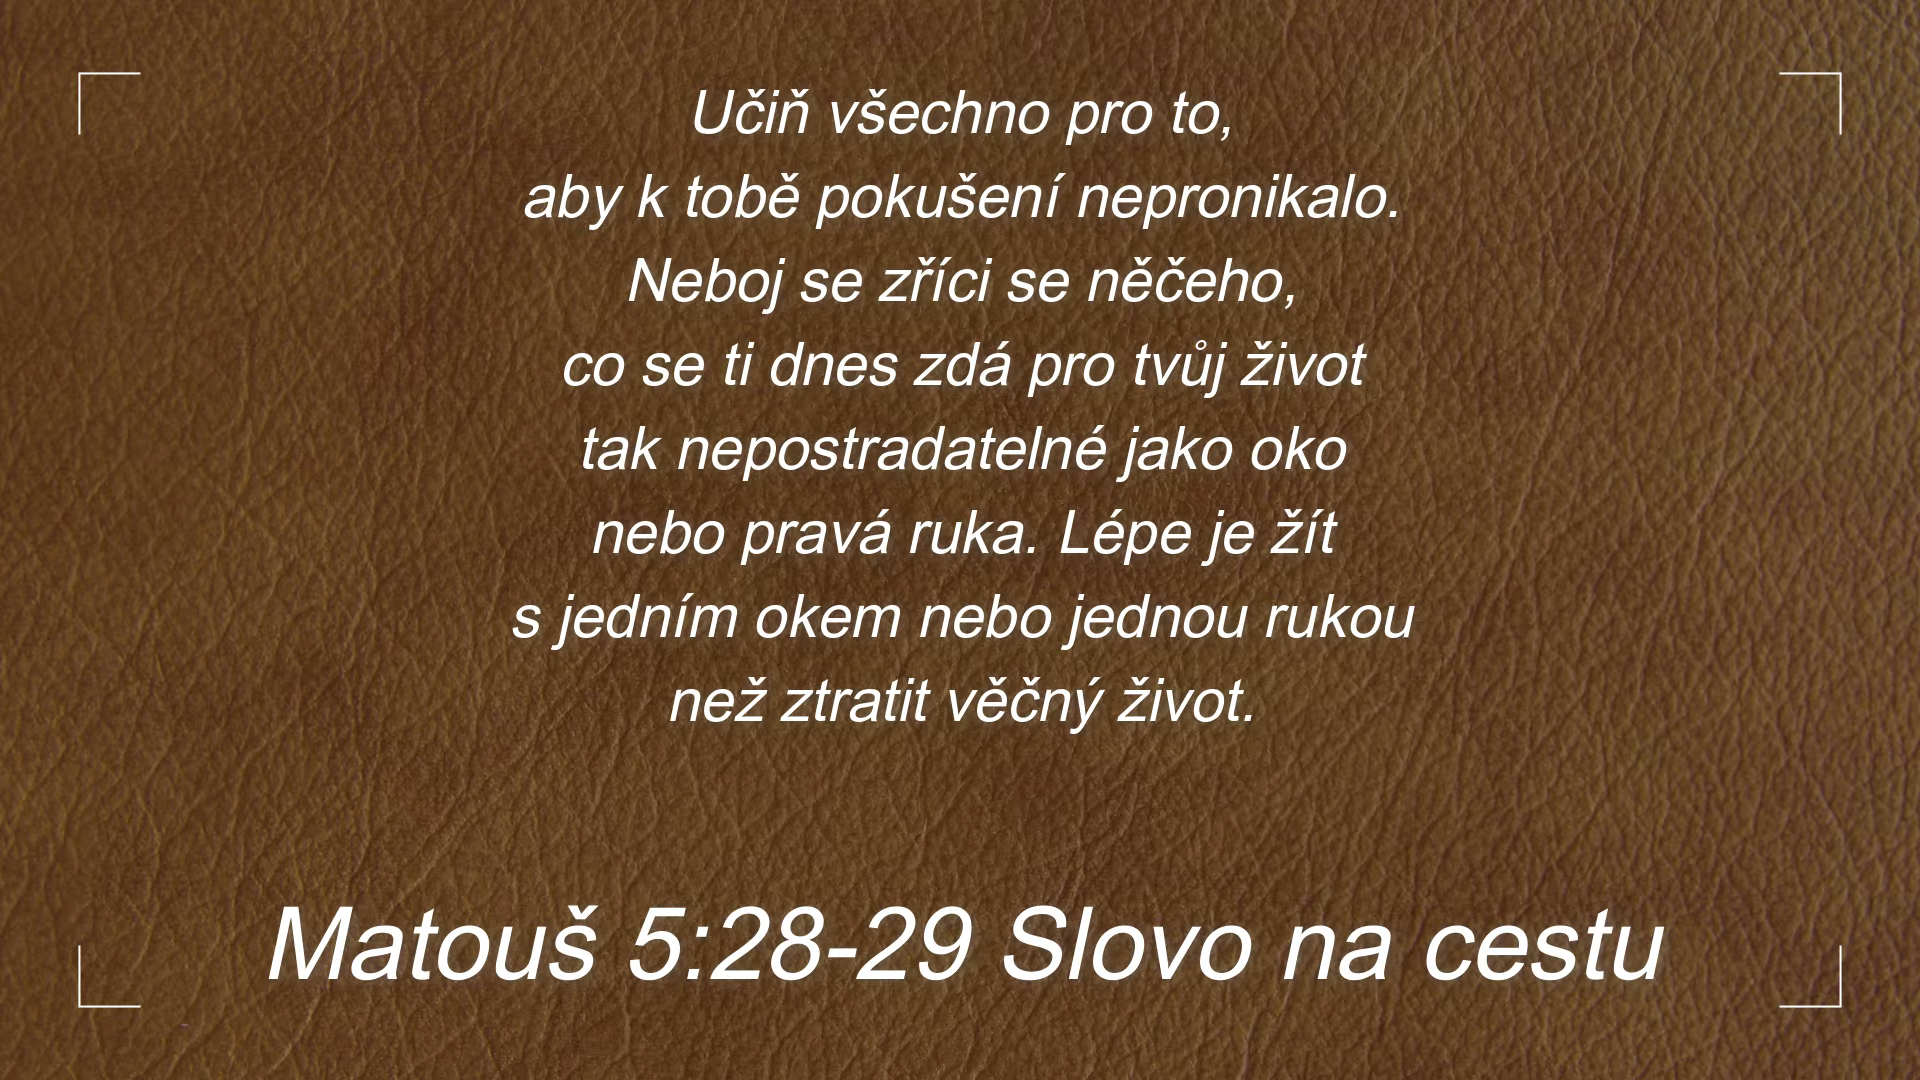 Učiň všechno pro to,
aby k tobě pokušení nepronikalo.
Neboj se zříci se něčeho,
co se ti dnes zdá pro tvůj život
tak nepostradatelné jako oko
nebo pravá ruka. Lépe je žít
s jedním okem nebo jednou rukou
než ztratit věčný život.
Matouš 5:28-29 Slovo na cestu